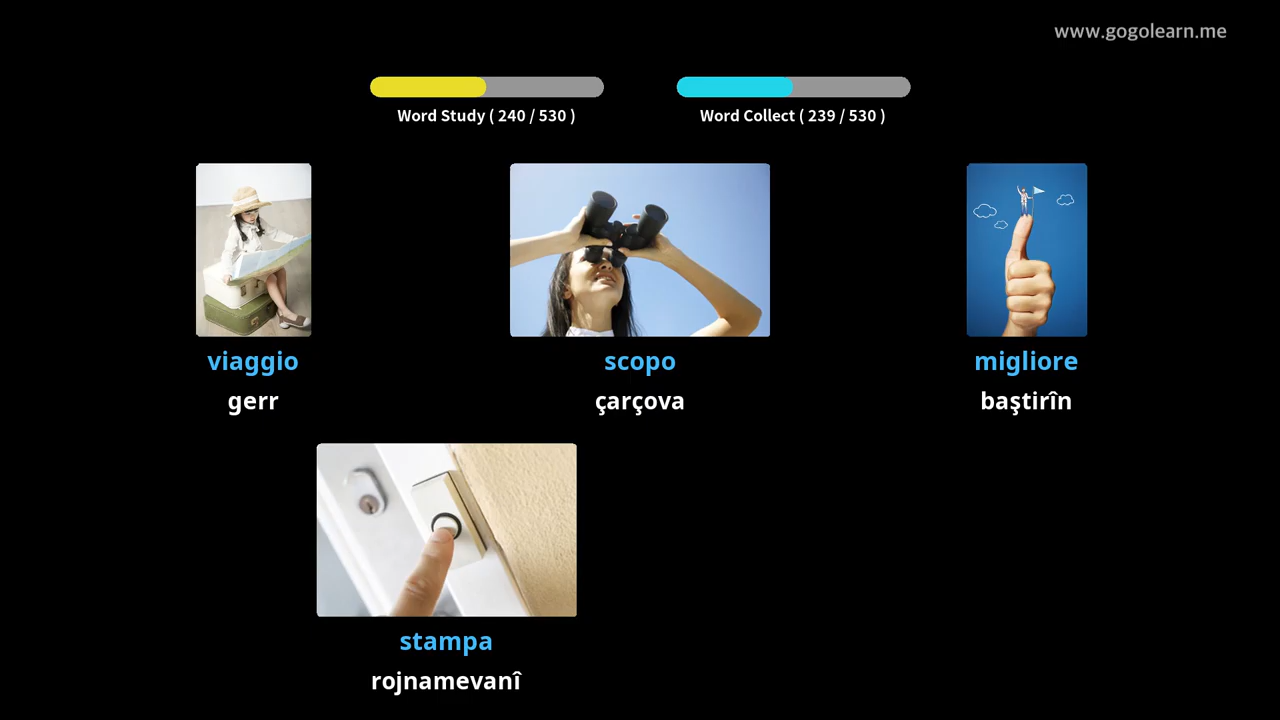 www.gogolearn.me
Word Study ( 240 / 530 )
Word Collect ( 239 / 530 )
viaggio
gerr
scopo
çarçova
migliore
baştirîn
stampa
rojnamevanî